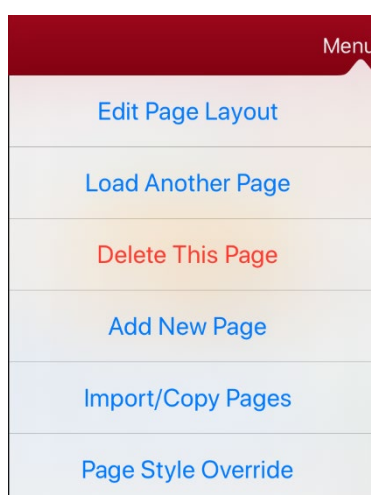 Menu
Edit Page Layout
Load Another Page
Delete This Page
Add New Page
Import/Copy Pages
Page Style Override